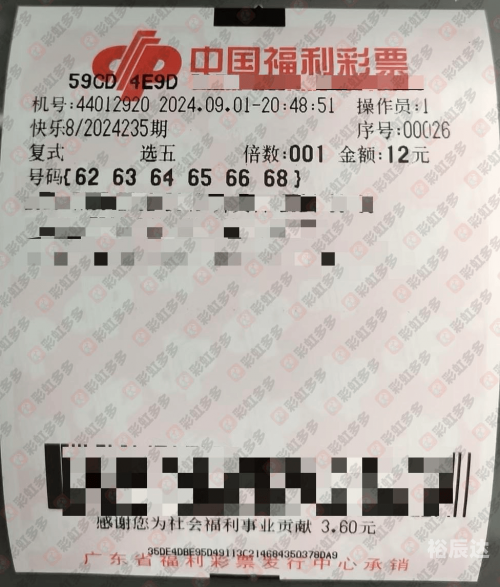 中国福利彩票
59CD 4E9D
机号:44012920 2024.09.01-20:48:51 操作员:1
快乐8/2024235期 序号:00026
复式 选五 倍数:001 金额:12元
号码{62 63 64 65 66 68}
感谢您为社会福利事业贡献 3.60元
35DE4DBE95D49113C2146843503780A9
广东省福利彩票发行中心承销
彩虹多多
裕辰达